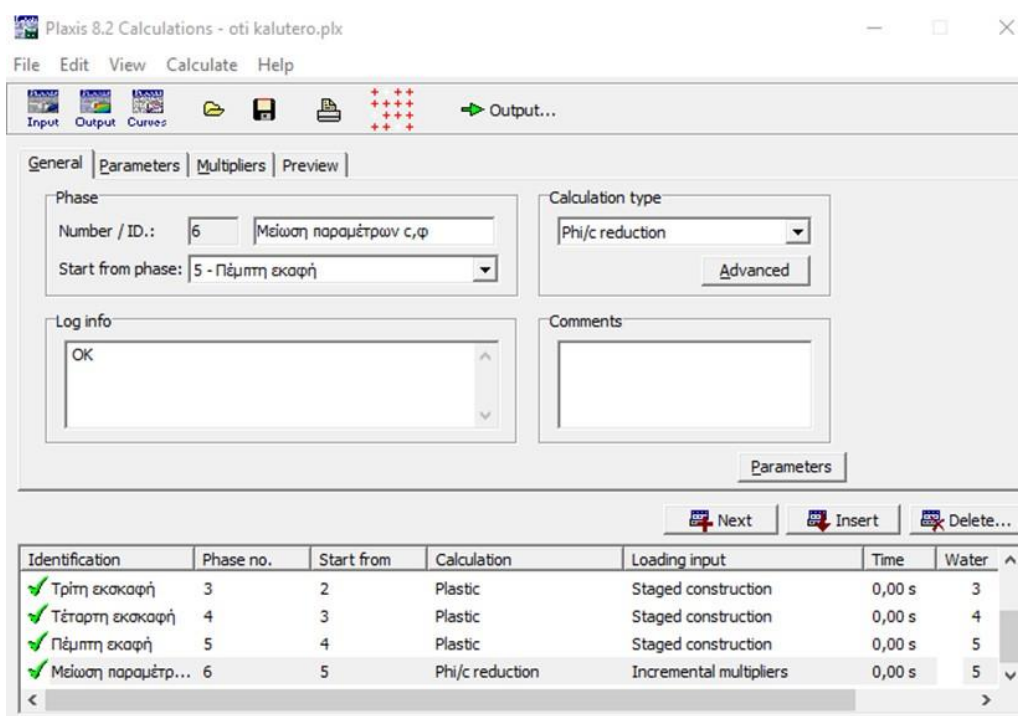 Plaxis 8.2 Calculations - oti kalutero.plx
File Edit View Calculate Help
Input Output Curves Output...
General Parameters Multipliers Preview
Phase
Number / ID.: 6 Μείωση παραμέτρων c,φ
Start from phase: 5 - Πέμπτη εκαφή
Calculation type
Phi/c reduction
Advanced
Log info
OK
Comments
Parameters
Next Insert Delete...
Identification Phase no. Start from Calculation Loading input Time Water
Τρίτη εκσκαφή 3 2 Plastic Staged construction 0,00 s 3
Τέταρτη εκσκαφή 4 3 Plastic Staged construction 0,00 s 4
Πέμπτη εκαφή 5 4 Plastic Staged construction 0,00 s 5
Μείωση παραμέτρ... 6 5 Phi/c reduction Incremental multipliers 0,00 s 5